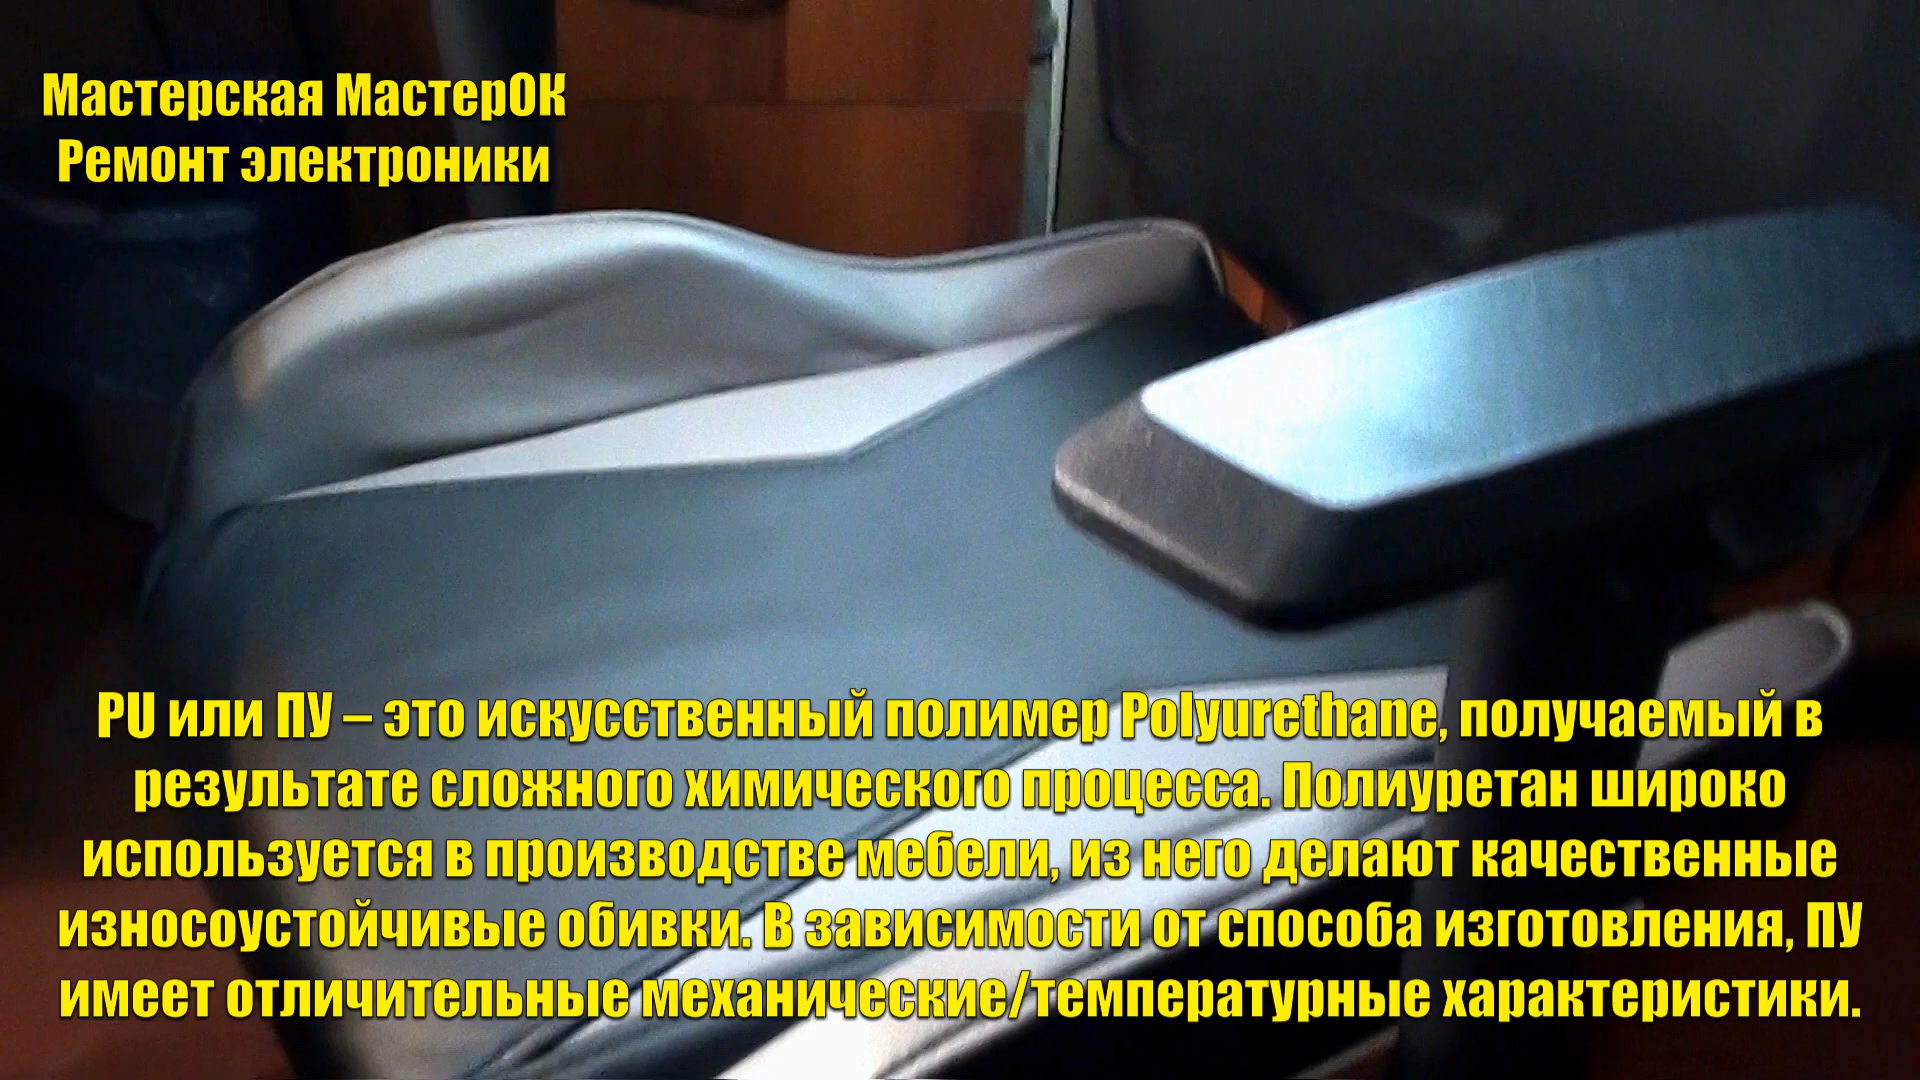 Мастерская МастерОК
Ремонт электроники
PU или ПУ – это искусственный полимер Polyurethane, получаемый в
результате сложного химического процесса. Полиуретан широко
используется в производстве мебели, из него делают качественные
износоустойчивые обивки. В зависимости от способа изготовления, ПУ
имеет отличительные механические/температурные характеристики.